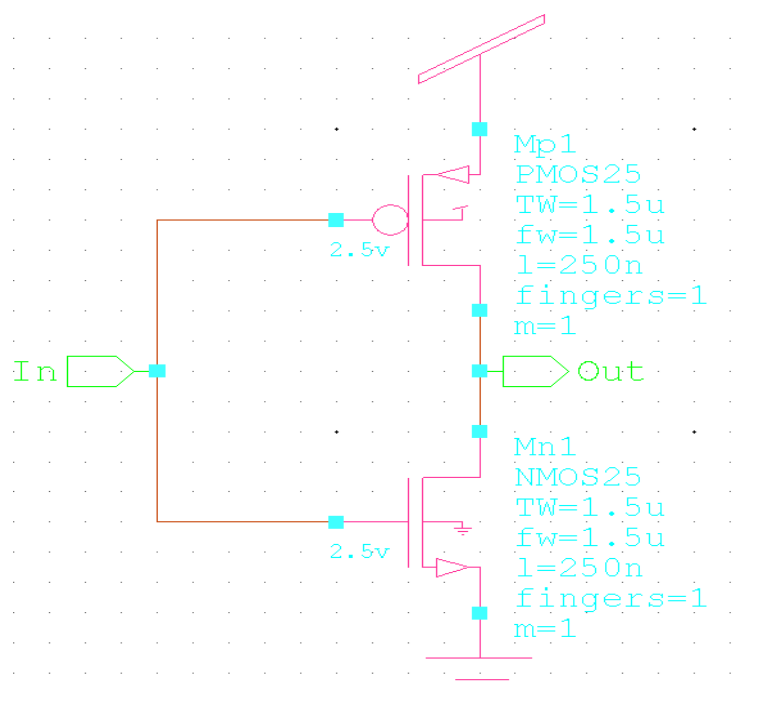 Mp1
PMOS25
TW=1.5u
fw=1.5u
l=250n
fingers=1
m=1
2.5v
In
Out
Mn1
NMOS25
TW=1.5u
fw=1.5u
l=250n
fingers=1
m=1
2.5v